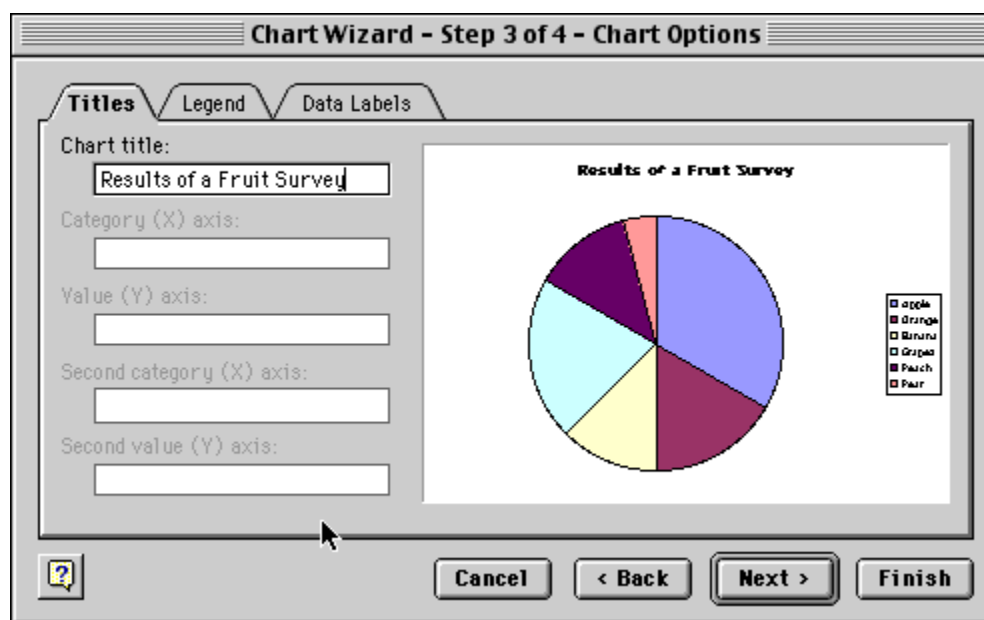 Chart Wizard – Step 3 of 4 – Chart Options
Titles Legend Data Labels
Chart title:
Results of a Fruit Survey
Category (X) axis:
Value (Y) axis:
Second category (X) axis:
Second value (Y) axis:
Results of a Fruit Survey
Apple
Orange
Banana
Grapes
Peach
Pear
?
Cancel
< Back
Next >
Finish